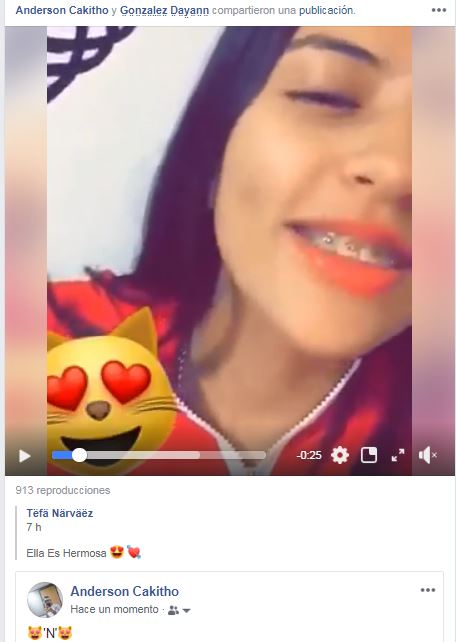 Anderson Cakitho y Gonzalez Dayann compartieron una publicación.
-0:25
913 reproducciones
Tëfä Närväëz
7 h
Ella Es Hermosa 😍 💘
Anderson Cakitho
Hace un momento ·
😻'N'😻